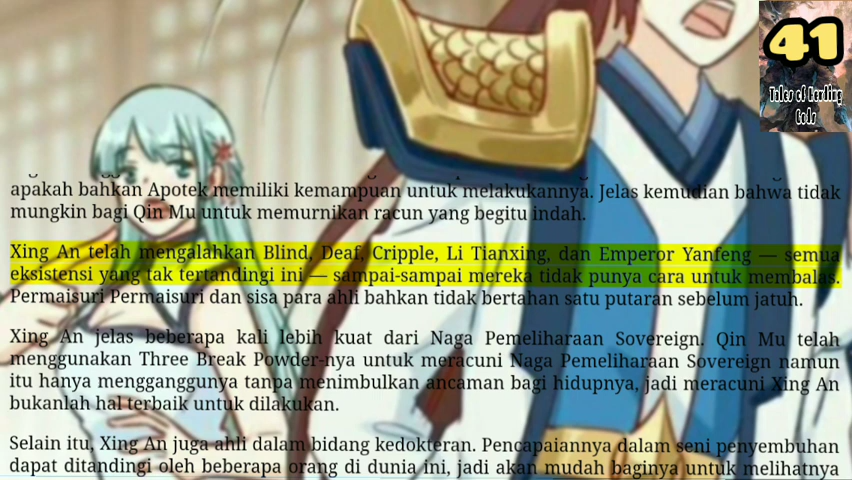 41
Tales of Herding
Gods
apakah bahkan Apotek memiliki kemampuan untuk melakukannya. Jelas kemudian bahwa tidak
mungkin bagi Qin Mu untuk memurnikan racun yang begitu indah.
Xing An telah mengalahkan Blind, Deaf, Cripple, Li Tianxing, dan Emperor Yanfeng — semua
eksistensi yang tak tertandingi ini — sampai-sampai mereka tidak punya cara untuk membalas.
Permaisuri Permaisuri dan sisa para ahli bahkan tidak bertahan satu putaran sebelum jatuh.
Xing An jelas beberapa kali lebih kuat dari Naga Pemeliharaan Sovereign. Qin Mu telah
menggunakan Three Break Powder-nya untuk meracuni Naga Pemeliharaan Sovereign namun
itu hanya mengganggunya tanpa menimbulkan ancaman bagi hidupnya, jadi meracuni Xing An
bukanlah hal terbaik untuk dilakukan.
Selain itu, Xing An juga ahli dalam bidang kedokteran. Pencapaiannya dalam seni penyembuhan
dapat ditandingi oleh beberapa orang di dunia ini, jadi akan mudah baginya untuk melihatnya